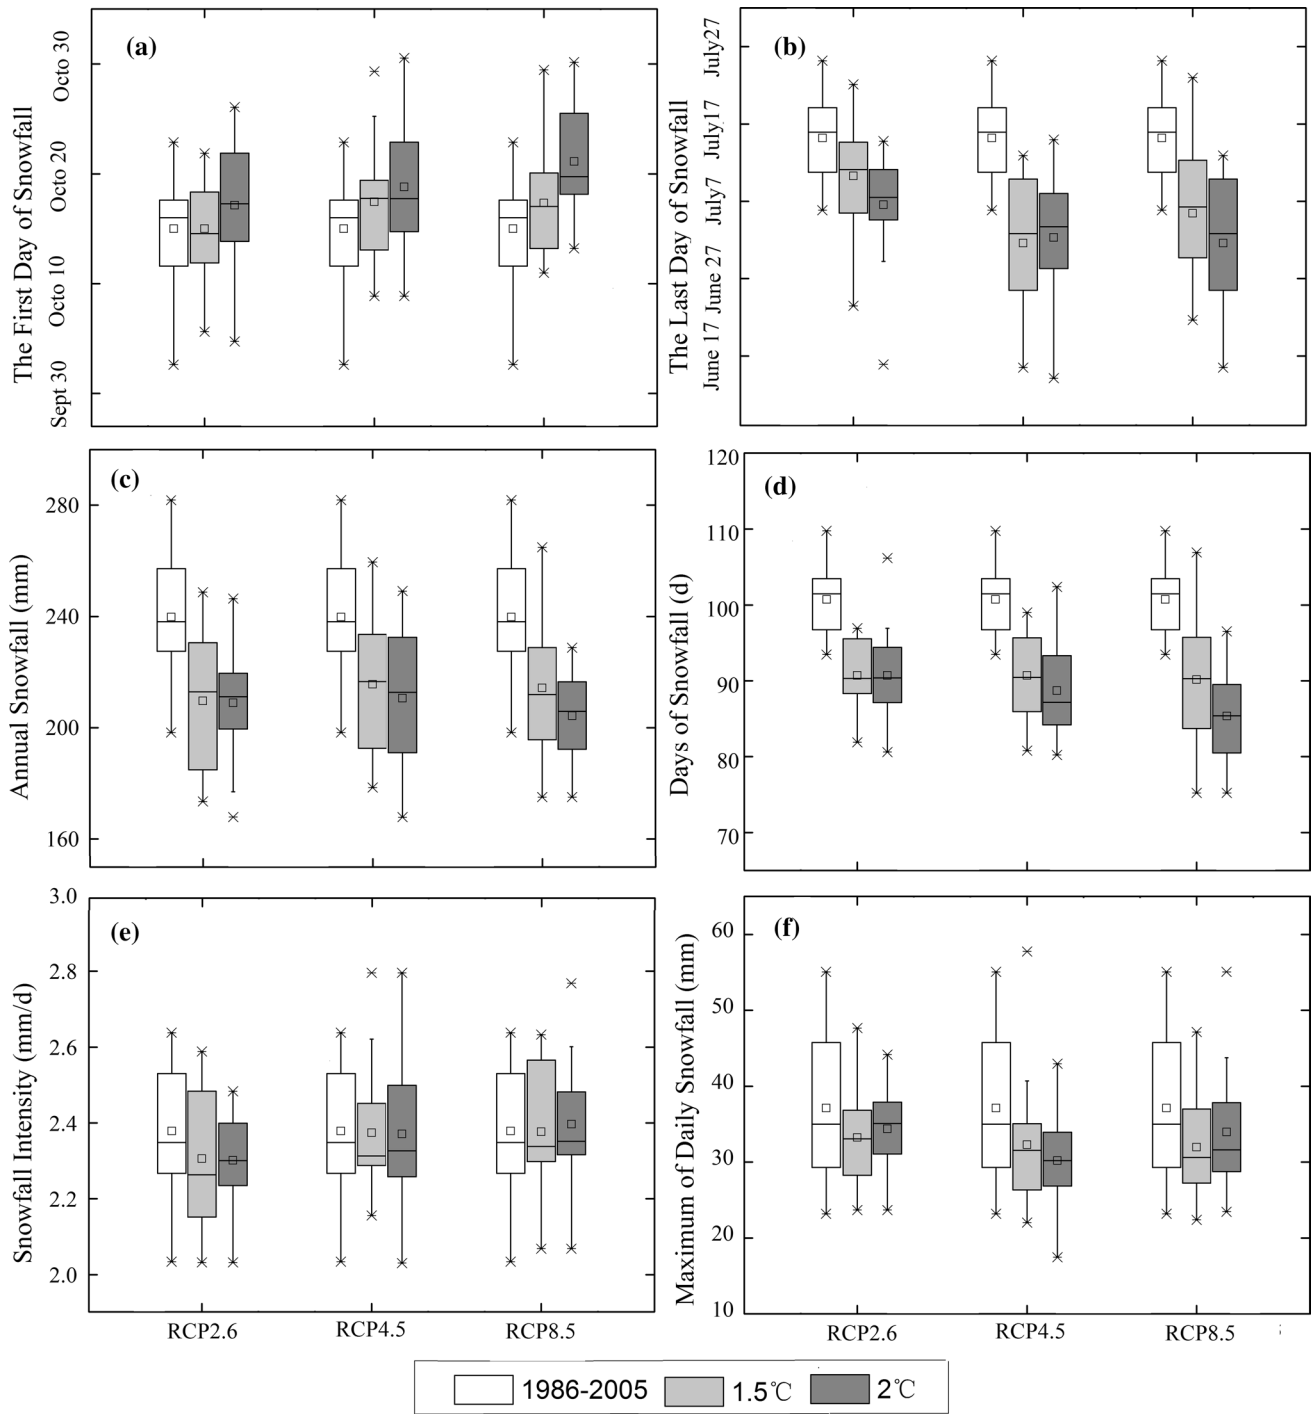 (a)
The First Day of Snowfall
Octo 30
Octo 20
Octo 10
Sept 30
(b)
The Last Day of Snowfall
July27
July17
July7
June 27
June 17
(c)
Annual Snowfall (mm)
280
240
200
160
(d)
Days of Snowfall (d)
120
110
100
90
80
70
(e)
Snowfall Intensity (mm/d)
3.0
2.8
2.6
2.4
2.2
2.0
RCP2.6 RCP4.5 RCP8.5
(f)
Maximum of Daily Snowfall (mm)
60
50
40
30
20
10
RCP2.6 RCP4.5 RCP8.5
1986-2005 1.5℃ 2℃